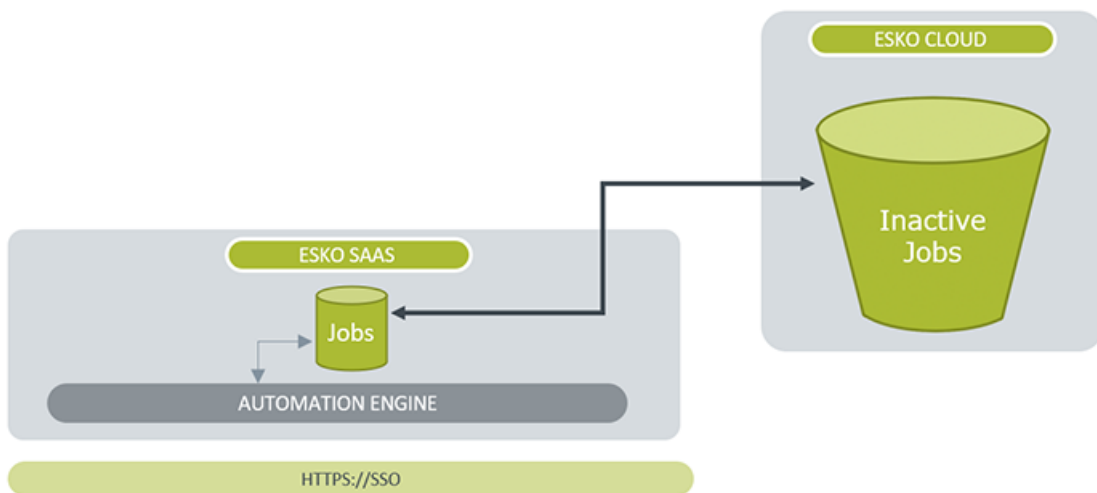 ESKO CLOUD
Inactive
Jobs
ESKO SAAS
Jobs
AUTOMATION ENGINE
HTTPS://SSO